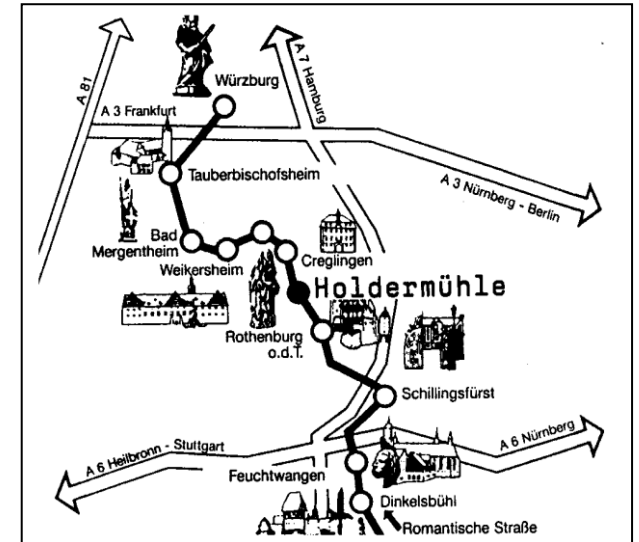 A 81
A 7 Hamburg
Würzburg
A 3 Frankfurt
Tauberbischofsheim
A 3 Nürnberg - Berlin
Bad
Mergentheim
Weikersheim
Creglingen
Holdermühle
Rothenburg
o.d.T.
Schillingsfürst
A 6 Heilbronn - Stuttgart
A 6 Nürnberg
Feuchtwangen
Dinkelsbühl
Romantische Straße